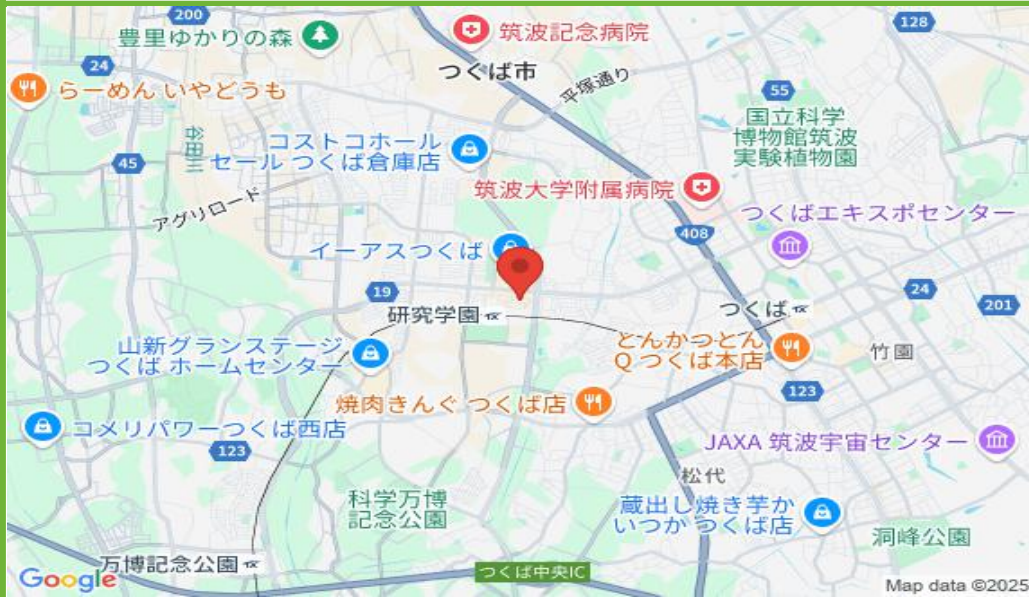 200
豊里ゆかりの森
筑波記念病院
128
24
つくば市
平塚通り
らーめん いやどうも
55
谷田川
国立科学
博物館筑波
実験植物園
コストコホール
セール つくば倉庫店
45
筑波大学附属病院
アグリロード
つくばエキスポセンター
408
イーアスつくば
19
24
201
研究学園
つくば
山新グランステージ
つくば ホームセンター
とんかつとん
Q つくば本店
竹園
123
焼肉きんぐ つくば店
コメリパワーつくば西店
123
JAXA 筑波宇宙センター
松代
科学万博
記念公園
蔵出し焼き芋か
いつか つくば店
洞峰公園
万博記念公園
つくば中央IC
Google
Map data ©2025